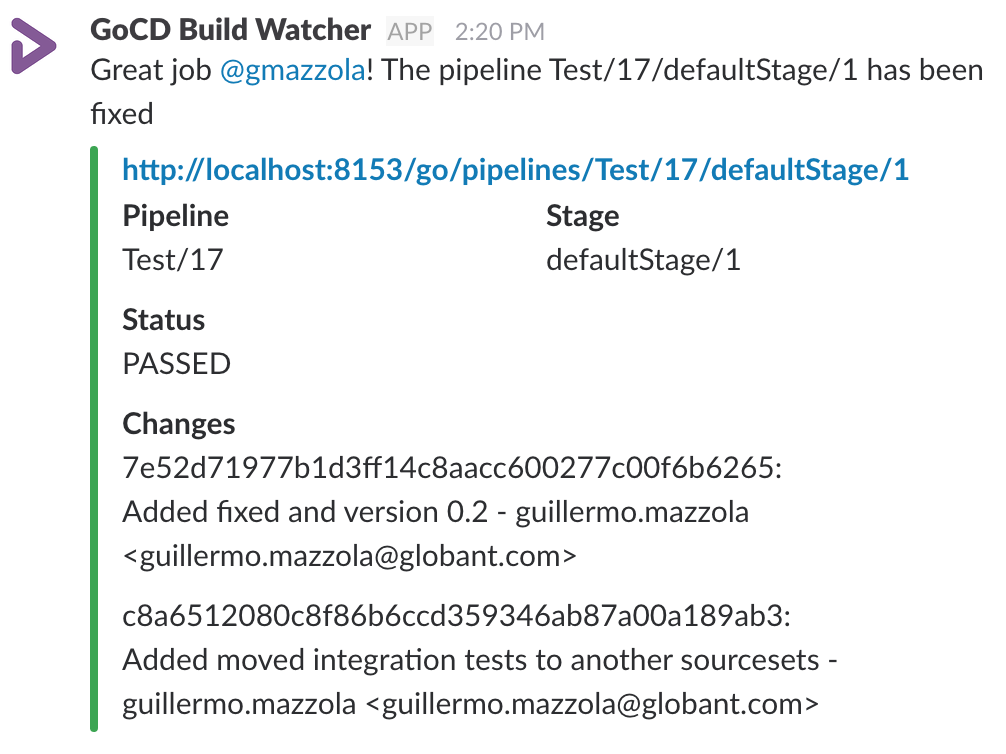 GoCD Build Watcher APP 2:20 PM
Great job @gmazzola! The pipeline Test/17/defaultStage/1 has been
fixed
http://localhost:8153/go/pipelines/Test/17/defaultStage/1
Pipeline Stage
Test/17 defaultStage/1
Status
PASSED
Changes
7e52d71977b1d3ff14c8aacc600277c00f6b6265:
Added fixed and version 0.2 - guillermo.mazzola
<guillermo.mazzola@globant.com>
c8a6512080c8f86b6ccd359346ab87a00a189ab3:
Added moved integration tests to another sourcesets -
guillermo.mazzola <guillermo.mazzola@globant.com>